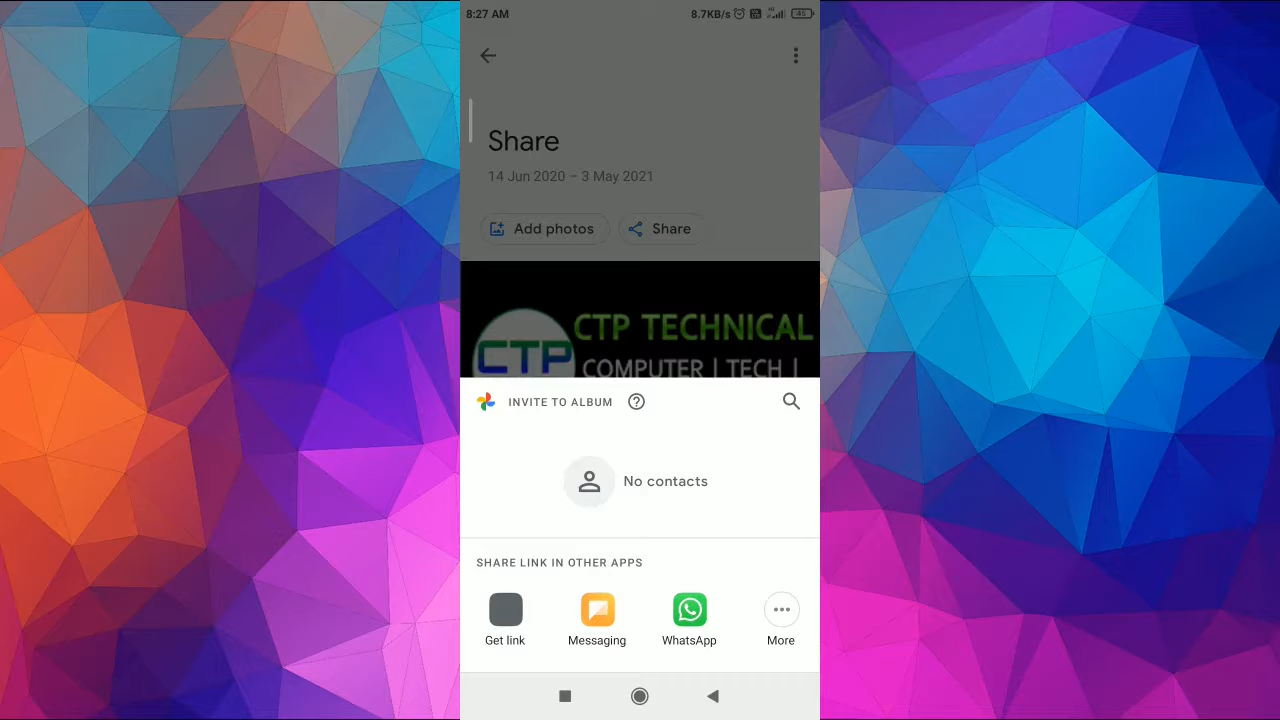 8:27 AM
8.7KB/s
45
Share
14 Jun 2020 – 3 May 2021
Add photos
Share
CTP TECHNICAL
CTP
COMPUTER | TECH |
INVITE TO ALBUM
No contacts
SHARE LINK IN OTHER APPS
Get link
Messaging
WhatsApp
More